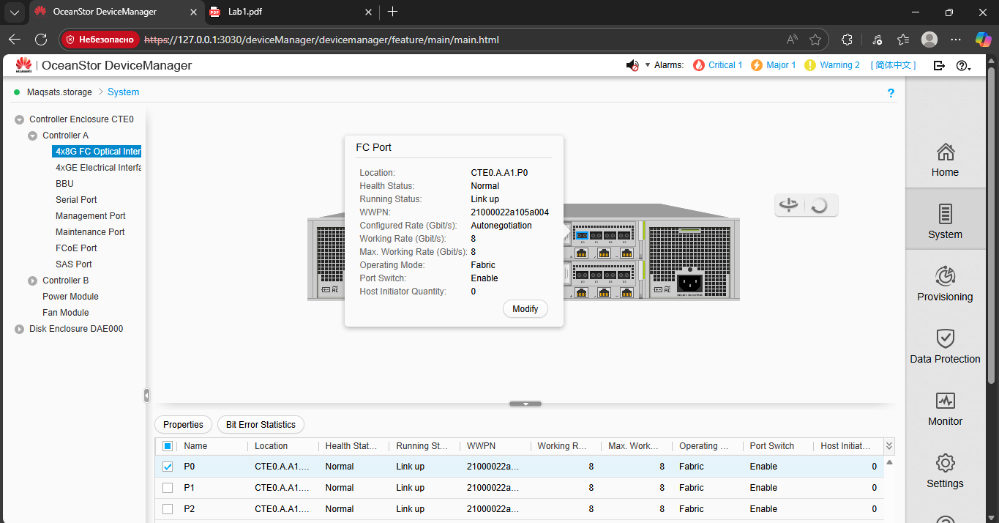 OceanStor DeviceManager
Lab1.pdf
Небезопасно https://127.0.0.1:3030/deviceManager/devicemanager/feature/main/main.html
HUAWEI | OceanStor DeviceManager
Alarms: Critical 1 Major 1 Warning 2 [ 简体中文 ]
Maqsats.storage > System
?
Controller Enclosure CTE0
Controller A
4x8G FC Optical Inter
4xGE Electrical Interfa
BBU
Serial Port
Management Port
Maintenance Port
FCoE Port
SAS Port
Controller B
Power Module
Fan Module
Disk Enclosure DAE000
FC Port
Location: CTE0.A.A1.P0
Health Status: Normal
Running Status: Link up
WWPN: 21000022a105a004
Configured Rate (Gbit/s): Autonegotiation
Working Rate (Gbit/s): 8
Max. Working Rate (Gbit/s): 8
Operating Mode: Fabric
Port Switch: Enable
Host Initiator Quantity: 0
Modify
AC
AC
Home
System
Provisioning
Data Protection
Monitor
Settings
Properties
Bit Error Statistics
Name Location Health Stat... Running St... WWPN Working R... Max. Work... Operating ... Port Switch Host Initiat...
P0 CTE0.A.A1.... Normal Link up 21000022a... 8 8 Fabric Enable 0
P1 CTE0.A.A1.... Normal Link up 21000022a... 8 8 Fabric Enable 0
P2 CTE0.A.A1.... Normal Link up 21000022a... 8 8 Fabric Enable 0